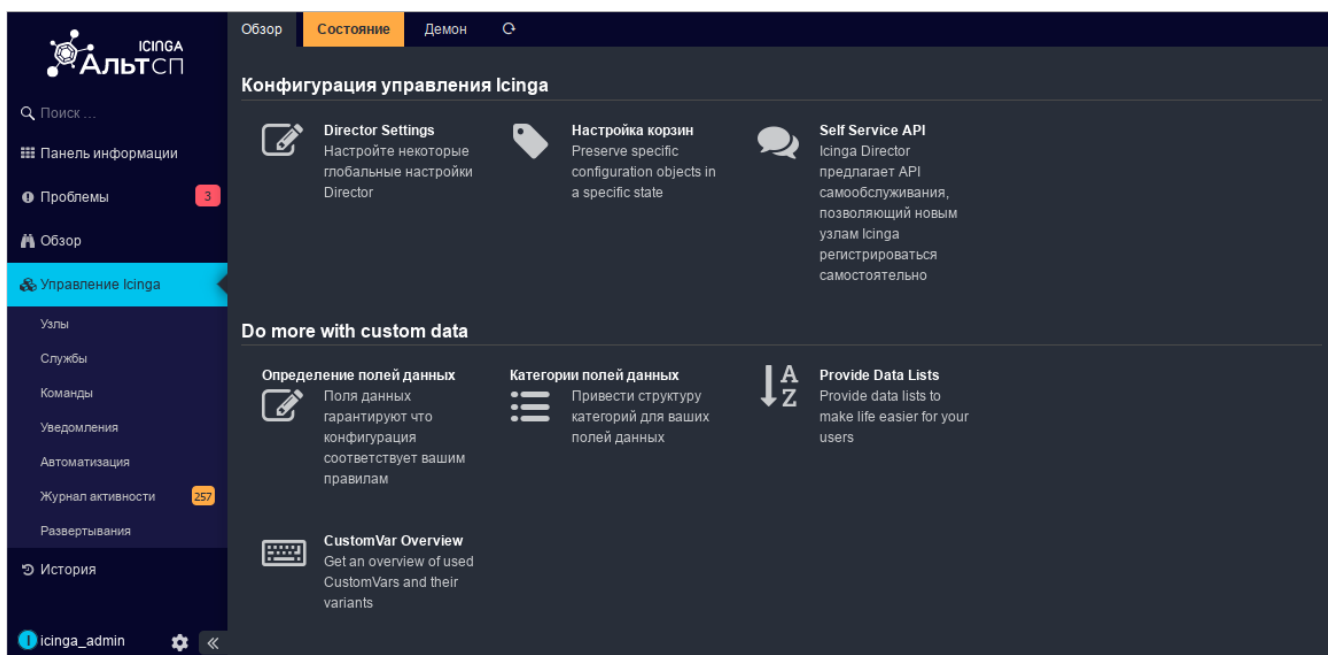 ICINGA
АльтСП
Поиск ...
Панель информации
Проблемы 3
Обзор
Управление Icinga
Узлы
Службы
Команды
Уведомления
Автоматизация
Журнал активности 257
Развертывания
История
I icinga_admin
Обзор Состояние Демон
Конфигурация управления Icinga
Director Settings
Настройте некоторые
глобальные настройки
Director
Настройка корзин
Preserve specific
configuration objects in
a specific state
Self Service API
Icinga Director
предлагает API
самообслуживания,
позволяющий новым
узлам Icinga
регистрироваться
самостоятельно
Do more with custom data
Определение полей данных
Поля данных
гарантируют что
конфигурация
соответствует вашим
правилам
Категории полей данных
Привести структуру
категорий для ваших
полей данных
A
Z
Provide Data Lists
Provide data lists to
make life easier for your
users
CustomVar Overview
Get an overview of used
CustomVars and their
variants